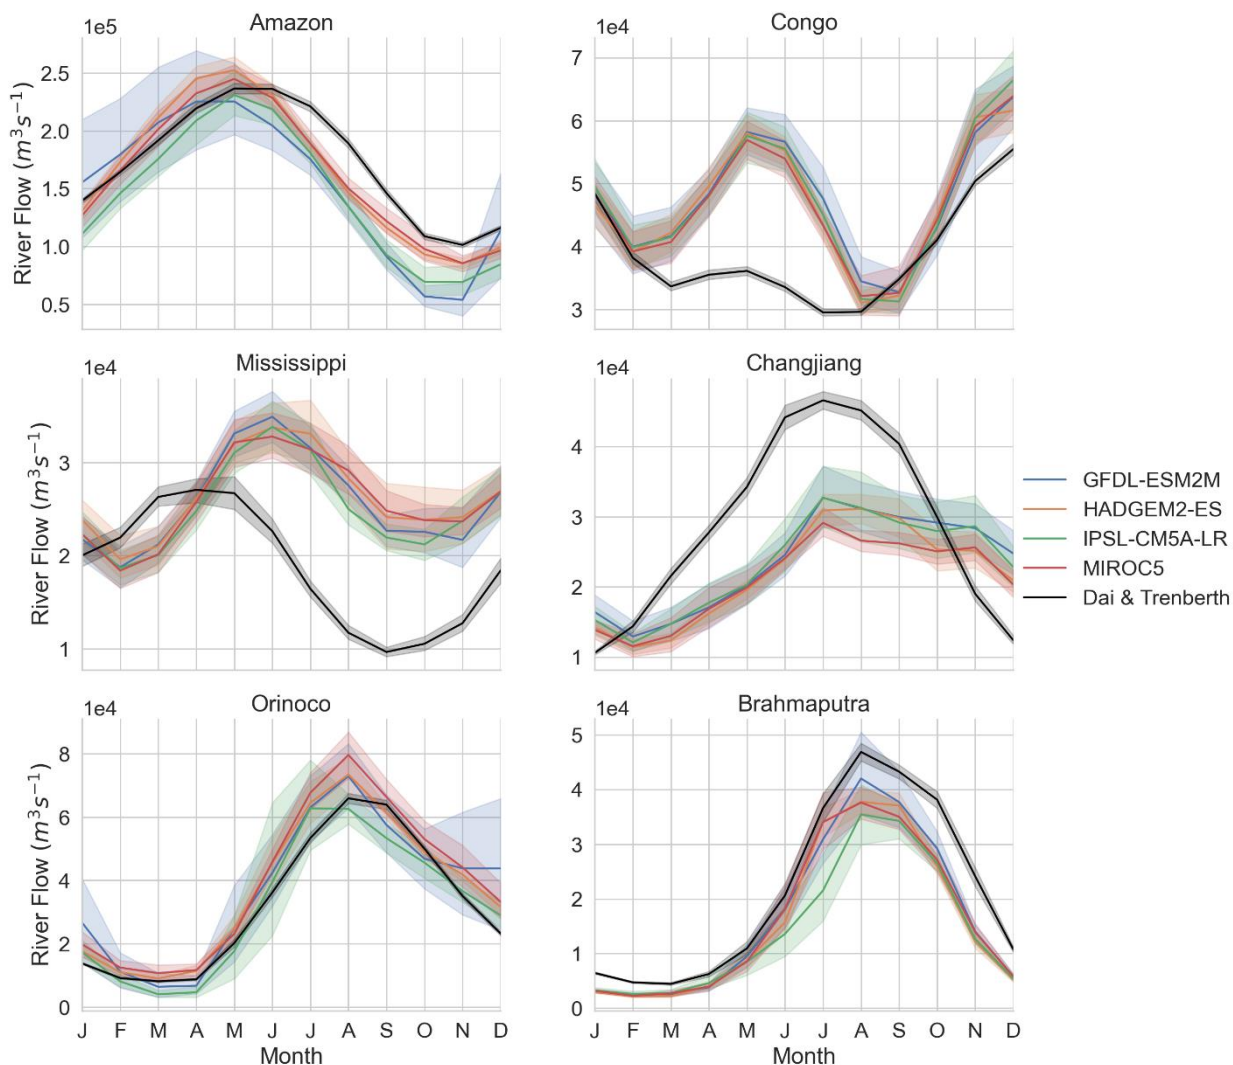 Amazon
1e5
2.5
2.0
1.5
1.0
0.5
River Flow (m³s⁻¹)
Congo
1e4
7
6
5
4
3
Mississippi
1e4
3
2
1
River Flow (m³s⁻¹)
Changjiang
1e4
4
3
2
1
GFDL-ESM2M
HADGEM2-ES
IPSL-CM5A-LR
MIROC5
Dai & Trenberth
Orinoco
1e4
8
6
4
2
0
River Flow (m³s⁻¹)
J F M A M J J A S O N D
Month
Brahmaputra
1e4
5
4
3
2
1
0
J F M A M J J A S O N D
Month